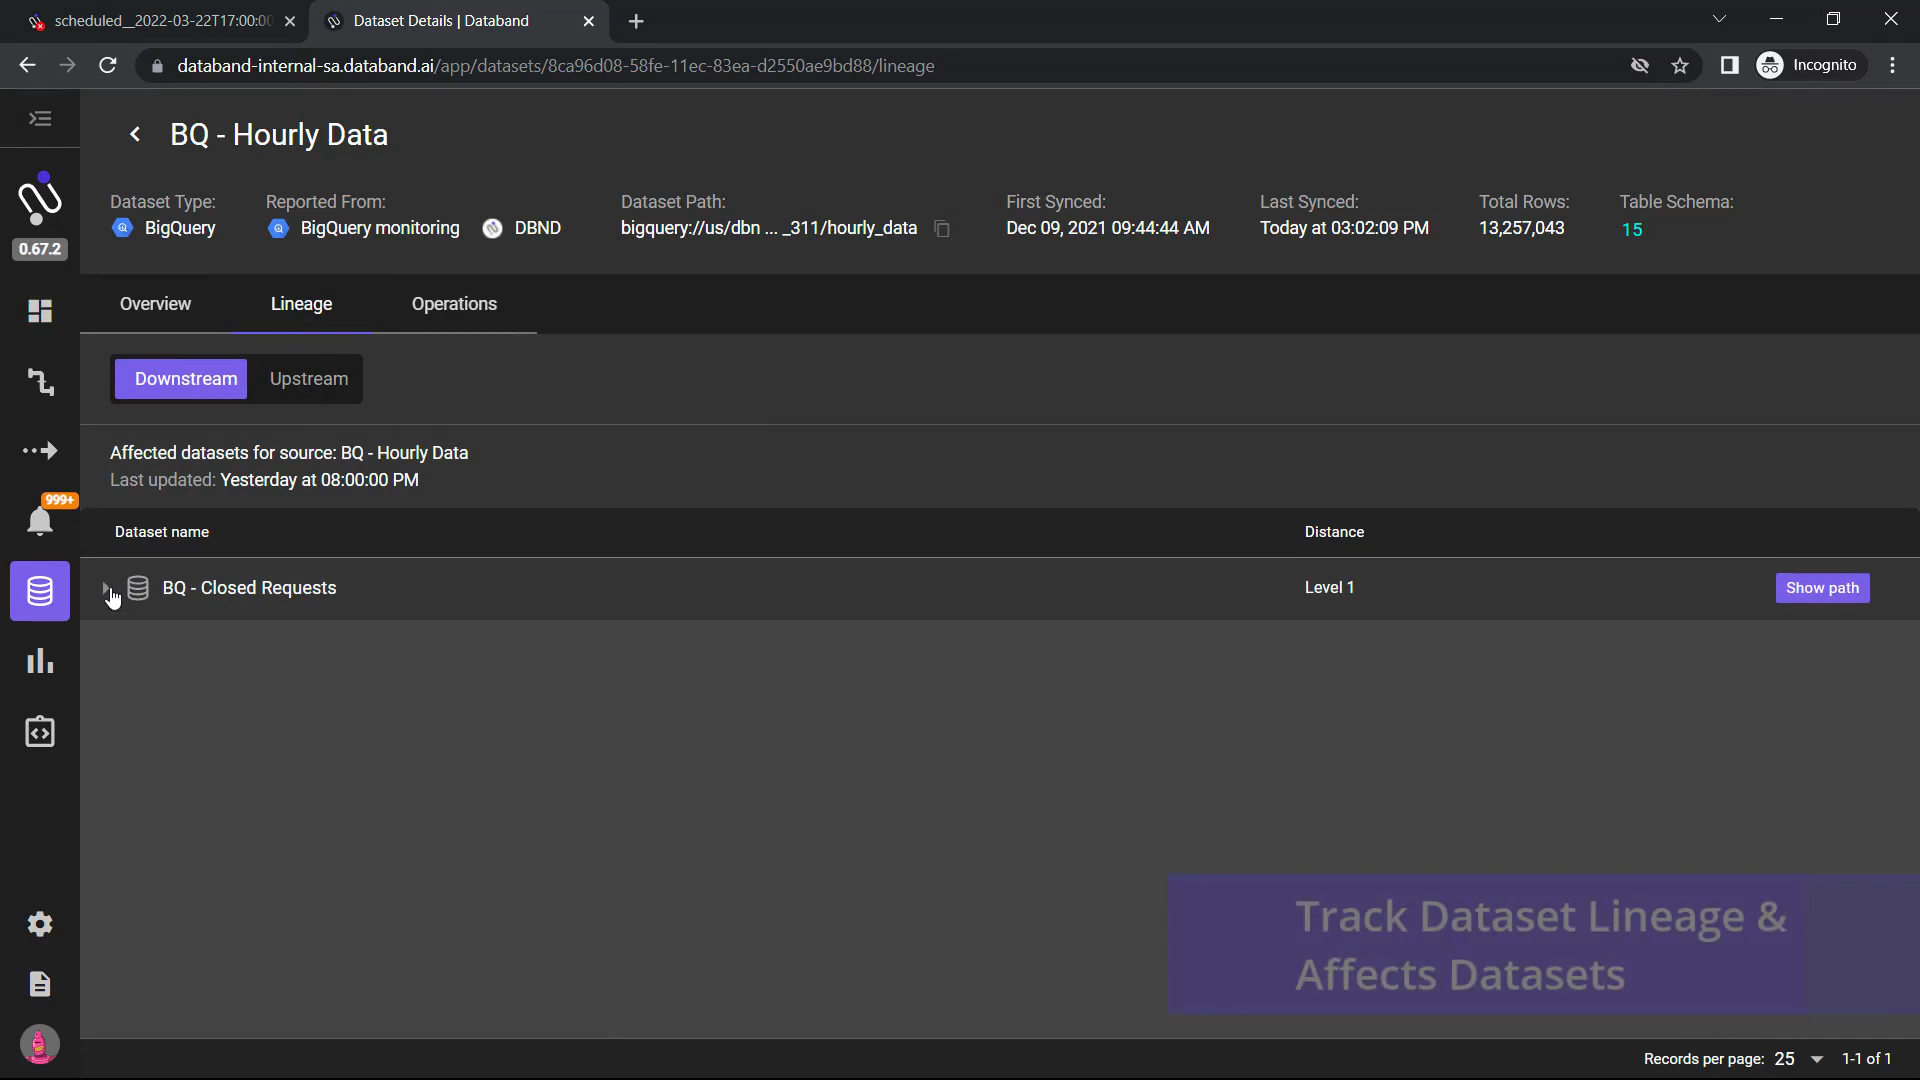 scheduled__2022-03-22T17:00:00
Dataset Details | Databand
databand-internal-sa.databand.ai/app/datasets/8ca96d08-58fe-11ec-83ea-d2550ae9bd88/lineage
Incognito
BQ - Hourly Data
Dataset Type: Reported From: Dataset Path: First Synced: Last Synced: Total Rows: Table Schema:
BigQuery BigQuery monitoring DBND bigquery://us/dbn ... _311/hourly_data Dec 09, 2021 09:44:44 AM Today at 03:02:09 PM 13,257,043 15
0.67.2
Overview Lineage Operations
Downstream Upstream
Affected datasets for source: BQ - Hourly Data
Last updated: Yesterday at 08:00:00 PM
999+
Dataset name Distance
BQ - Closed Requests Level 1 Show path
Track Dataset Lineage &
Affects Datasets
Records per page: 25 1-1 of 1